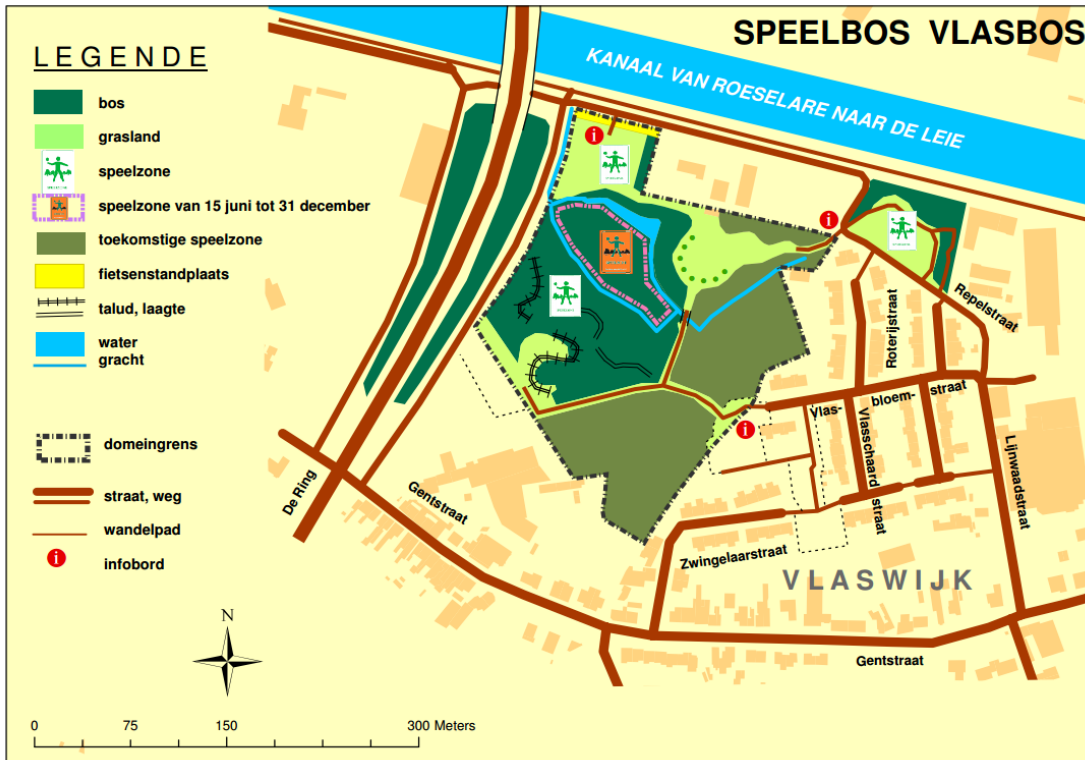 SPEELBOS VLASBOS
KANAAL VAN ROESELARE NAAR DE LEIE
LEGENDE
bos
grasland
speelzone
speelzone van 15 juni tot 31 december
toekomstige speelzone
fietsenstandplaats
talud, laagte
water
gracht
domeingrens
straat, weg
wandelpad
i
infobord
i
i
i
Repelstraat
Roterijstraat
Vlas-
bloem-
straat
Vlasschaard
straat
Lijnwaadstraat
De Ring
Gentstraat
Zwingelaarstraat
VLASWIJK
Gentstraat
N
0 75 150 300 Meters